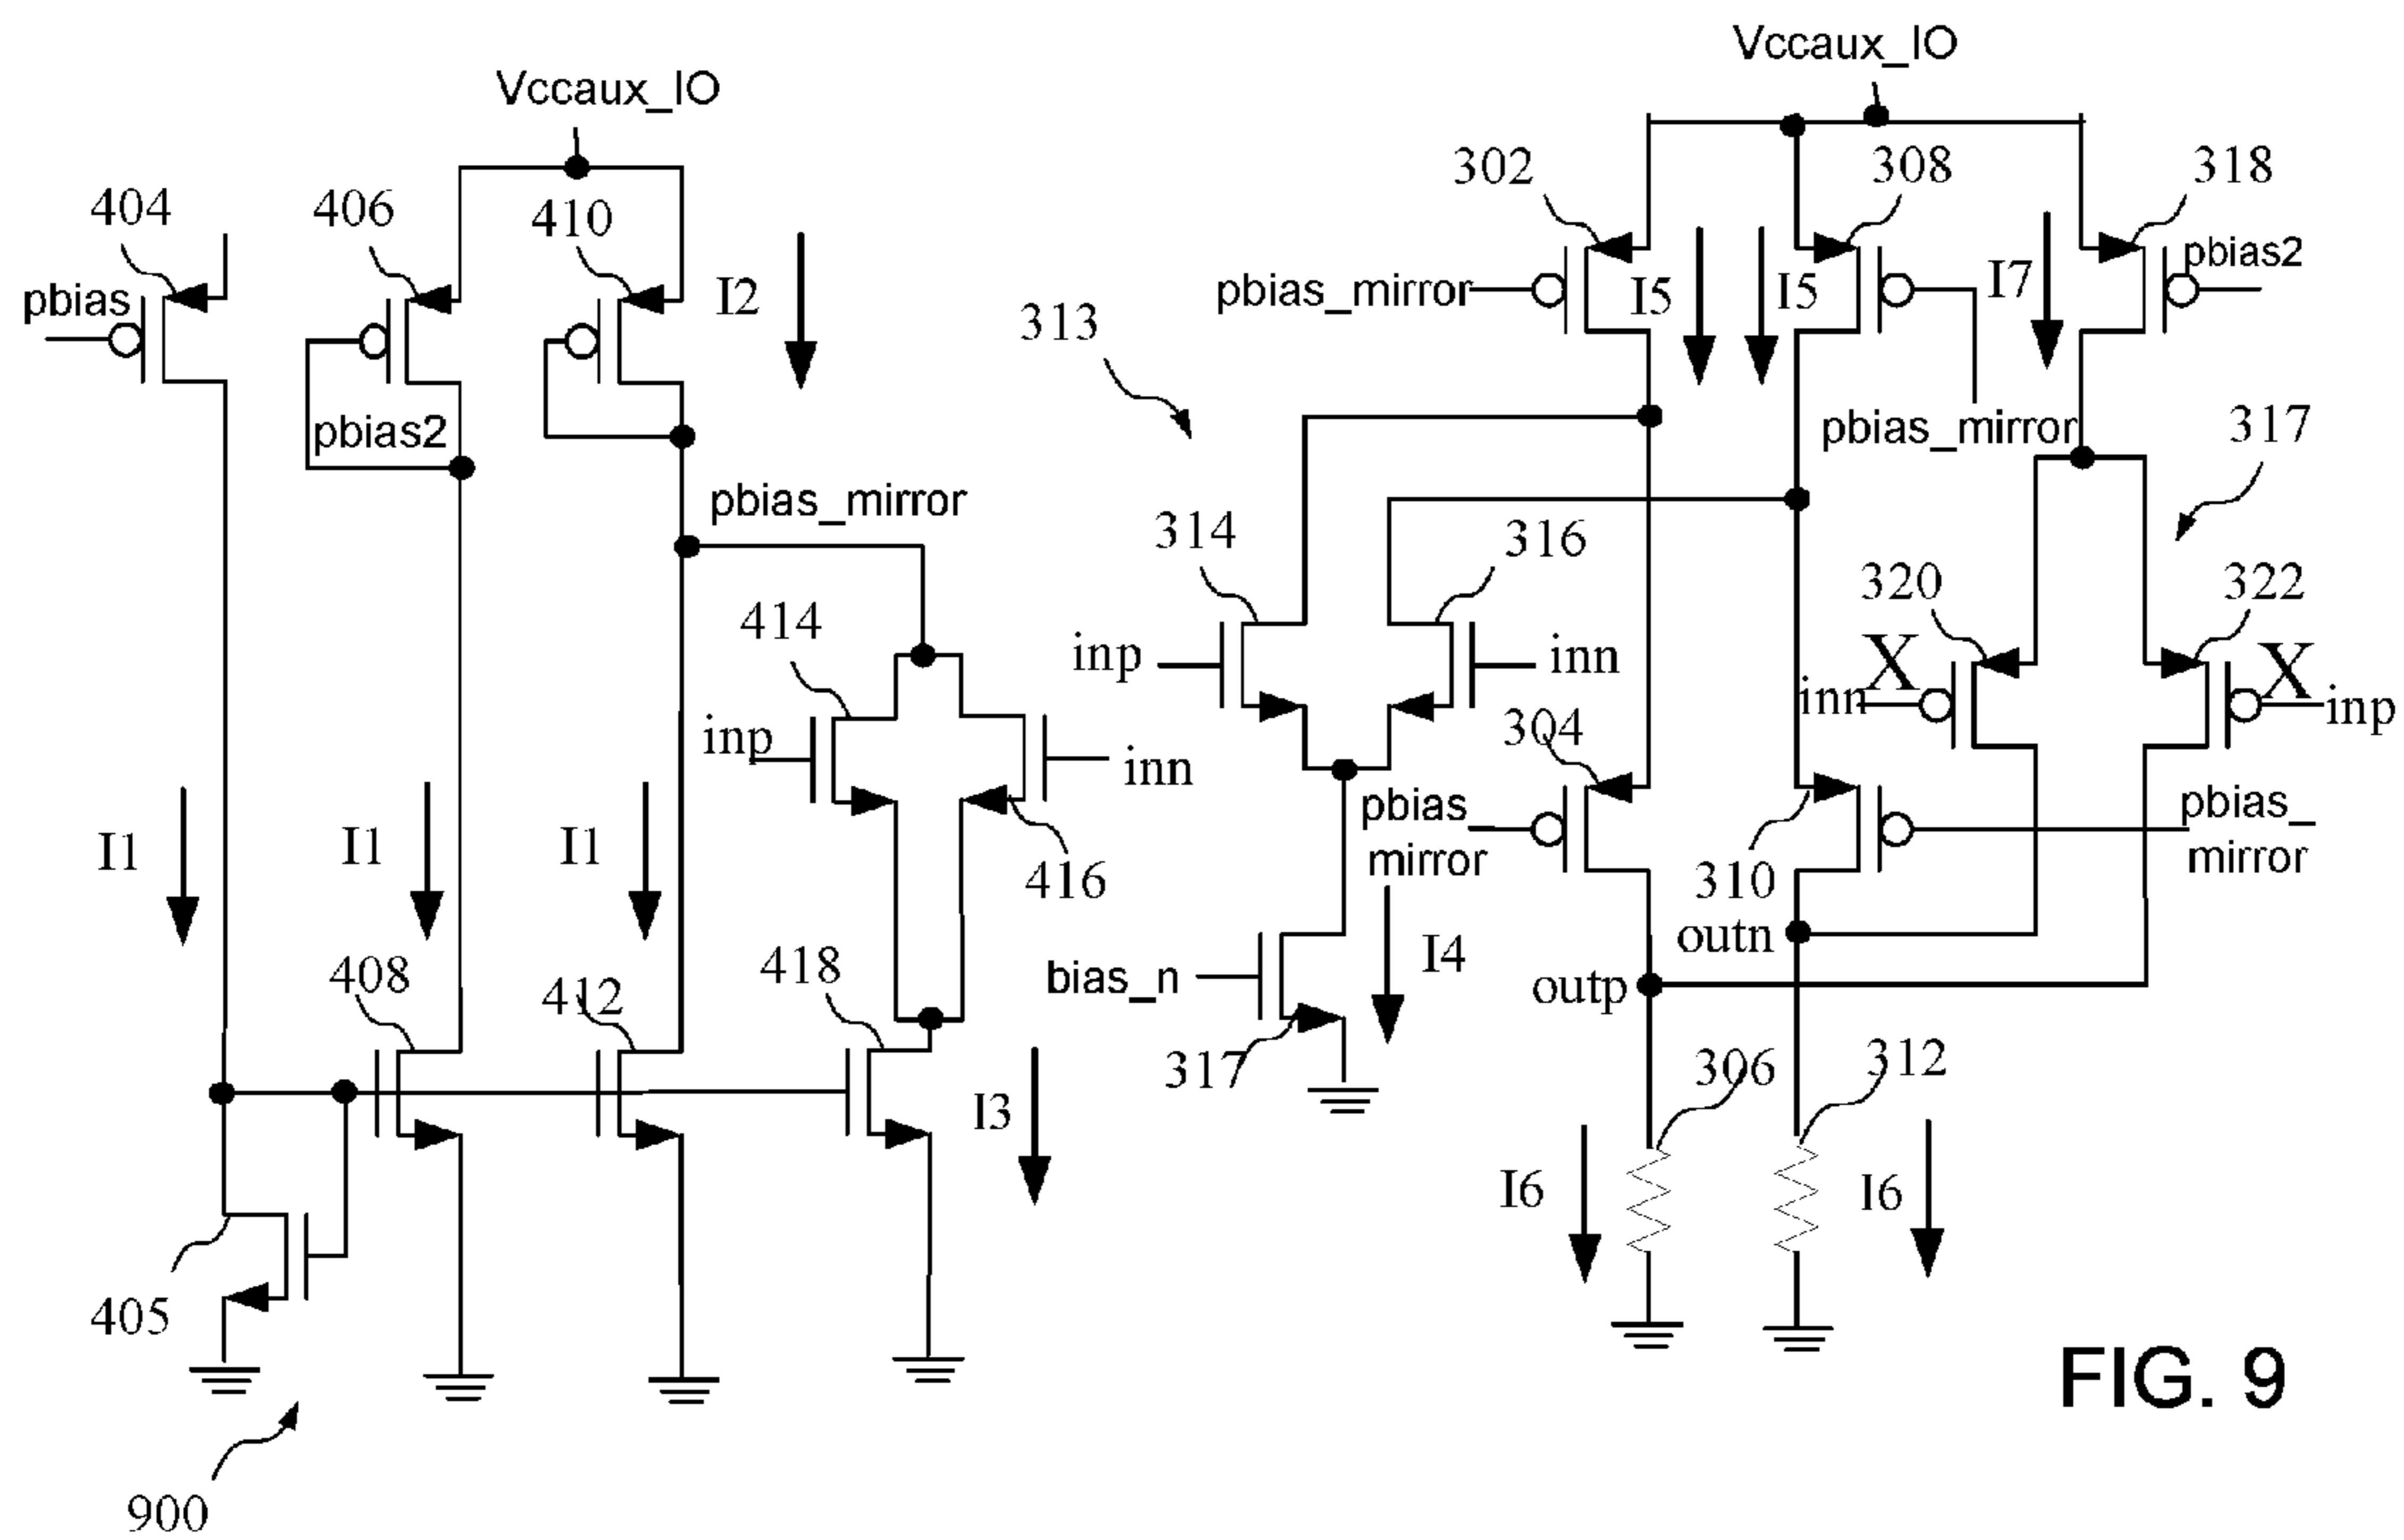 Vccaux_IO
Vccaux_IO
404
406
410
302
308
318
pbias
I2
pbias_mirror
I5
I5
I7
pbias2
313
pbias2
pbias_mirror
317
pbias_mirror
414
314
316
320
322
inp
inn
inp
inn
X
inn
X
inp
304
I1
I1
I1
416
pbias
mirror
310
pbias_
mirror
408
412
418
bias_n
I4
outn
outp
317
306
312
I3
I6
I6
405
FIG. 9
900